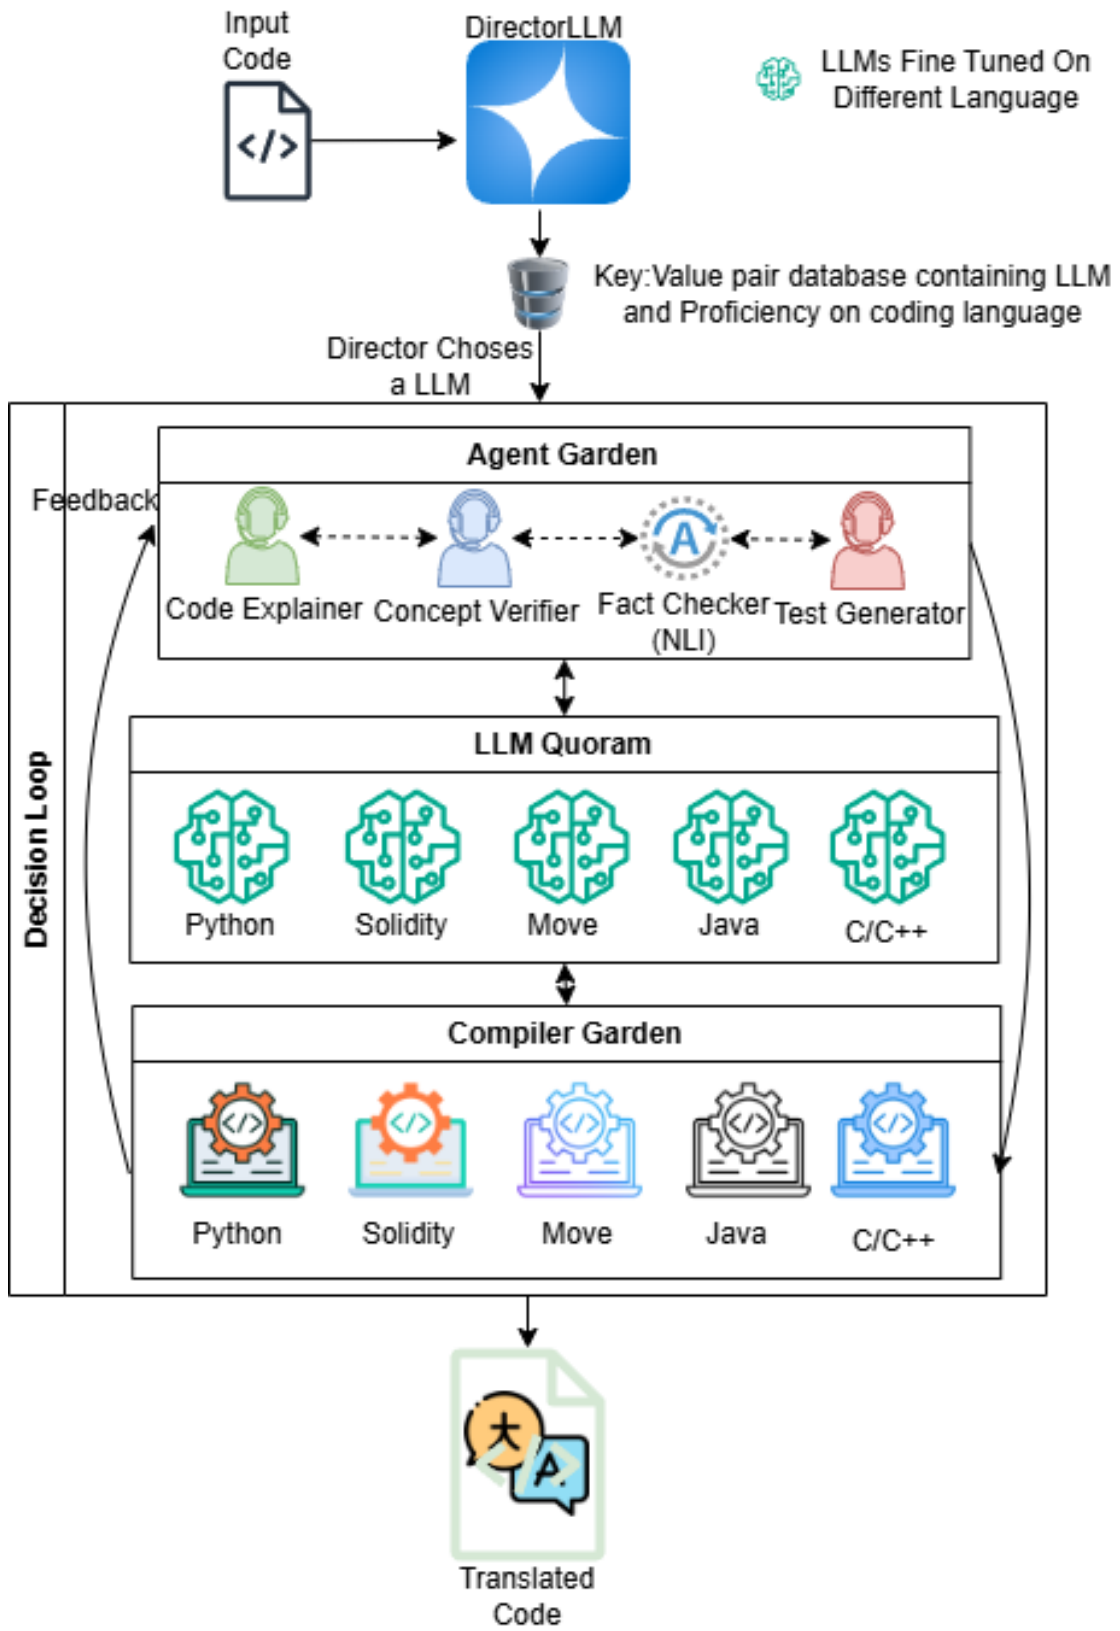 Input
Code
DirectorLLM
LLMs Fine Tuned On
Different Language
</>
Key:Value pair database containing LLM
and Proficiency on coding language
Director Choses
a LLM
Decision Loop
Feedback
Agent Garden
A
Code Explainer
Concept Verifier
Fact Checker
(NLI)
Test Generator
LLM Quoram
Python
Solidity
Move
Java
C/C++
Compiler Garden
</>
</>
</>
</>
</>
Python
Solidity
Move
Java
C/C++
大
A
</>
Translated
Code